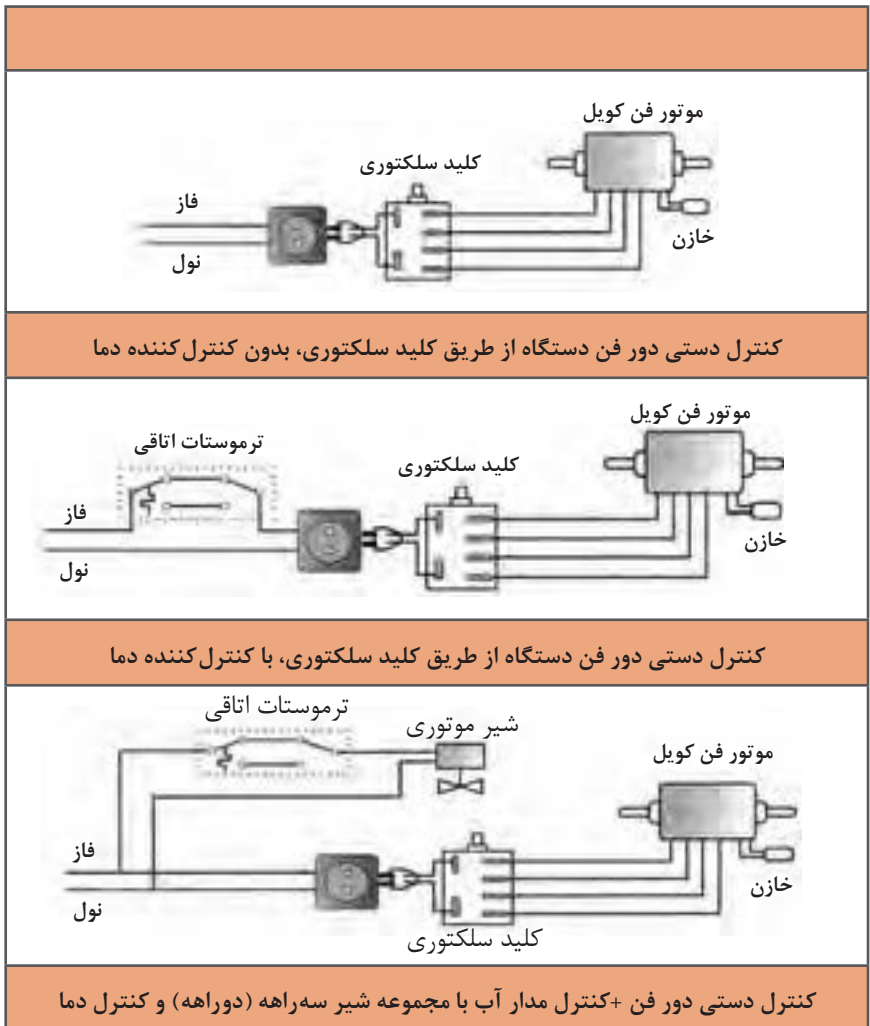 موتور فن کویل
کلید سلکتوری
فاز
نول
خازن
کنترل دستی دور فن دستگاه از طریق کلید سلکتوری، بدون کنترل‌کننده دما
موتور فن کویل
ترموستات اتاقی
کلید سلکتوری
فاز
نول
خازن
کنترل دستی دور فن دستگاه از طریق کلید سلکتوری، با کنترل‌کننده دما
ترموستات اتاقی
شیر موتوری
موتور فن کویل
فاز
نول
خازن
کلید سلکتوری
کنترل دستی دور فن +کنترل مدار آب با مجموعه شیر سه‌راهه (دوراهه) و کنترل دما